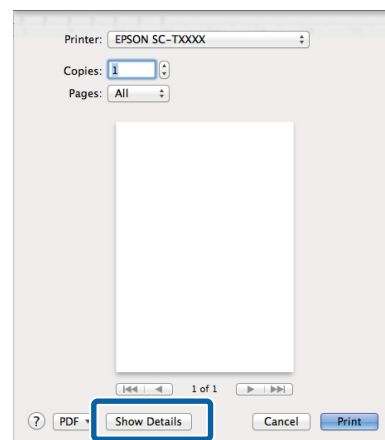 Printer: EPSON SC-TXXXX
Copies: 1
Pages: All
1 of 1
? PDF Show Details Cancel Print